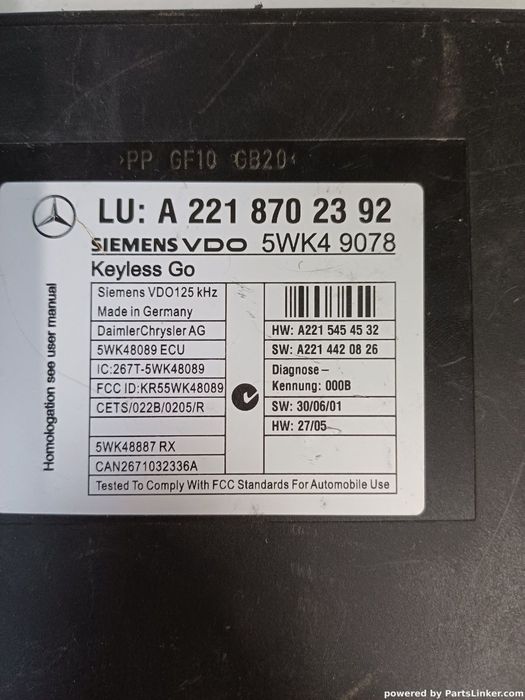 >PP GF10 GB20<
LU: A 221 870 23 92
SIEMENS VDO 5WK4 9078
Keyless Go
Homologation see user manual
Siemens VDO125 kHz
Made in Germany
DaimlerChrysler AG
5WK48089 ECU
IC:267T-5WK48089
FCC ID:KR55WK48089
CETS/022B/0205/R
5WK48887 RX
CAN2671032336A
HW: A221 545 45 32
SW: A221 442 08 26
Diagnose –
Kennung: 000B
SW: 30/06/01
HW: 27/05
Tested To Comply With FCC Standards For Automobile Use
powered by PartsLinker.com